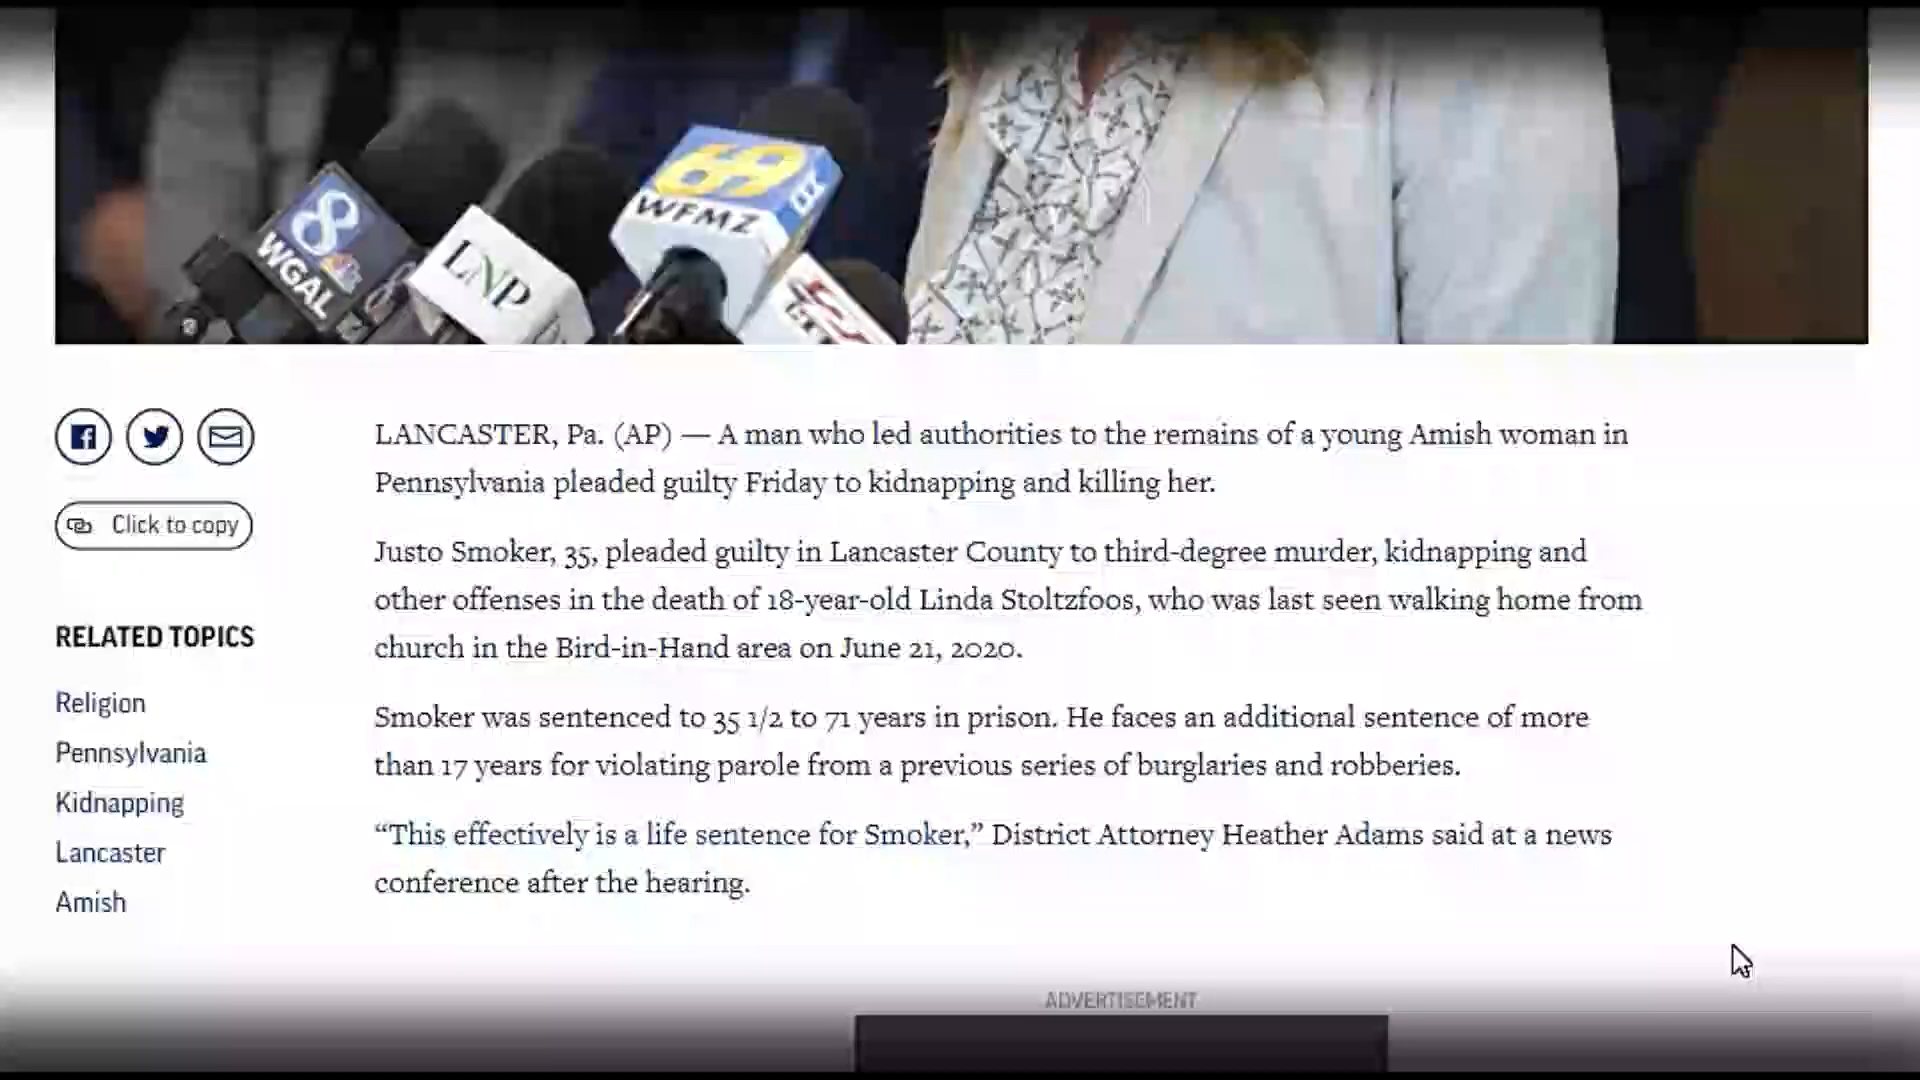 8
WGAL
LNP
69
WFMZ
LANCASTER, Pa. (AP) — A man who led authorities to the remains of a young Amish woman in
Pennsylvania pleaded guilty Friday to kidnapping and killing her.
Click to copy
Justo Smoker, 35, pleaded guilty in Lancaster County to third-degree murder, kidnapping and
other offenses in the death of 18-year-old Linda Stoltzfoos, who was last seen walking home from
church in the Bird-in-Hand area on June 21, 2020.
RELATED TOPICS
Religion
Pennsylvania
Kidnapping
Lancaster
Amish
Smoker was sentenced to 35 1/2 to 71 years in prison. He faces an additional sentence of more
than 17 years for violating parole from a previous series of burglaries and robberies.
“This effectively is a life sentence for Smoker,” District Attorney Heather Adams said at a news
conference after the hearing.
ADVERTISEMENT